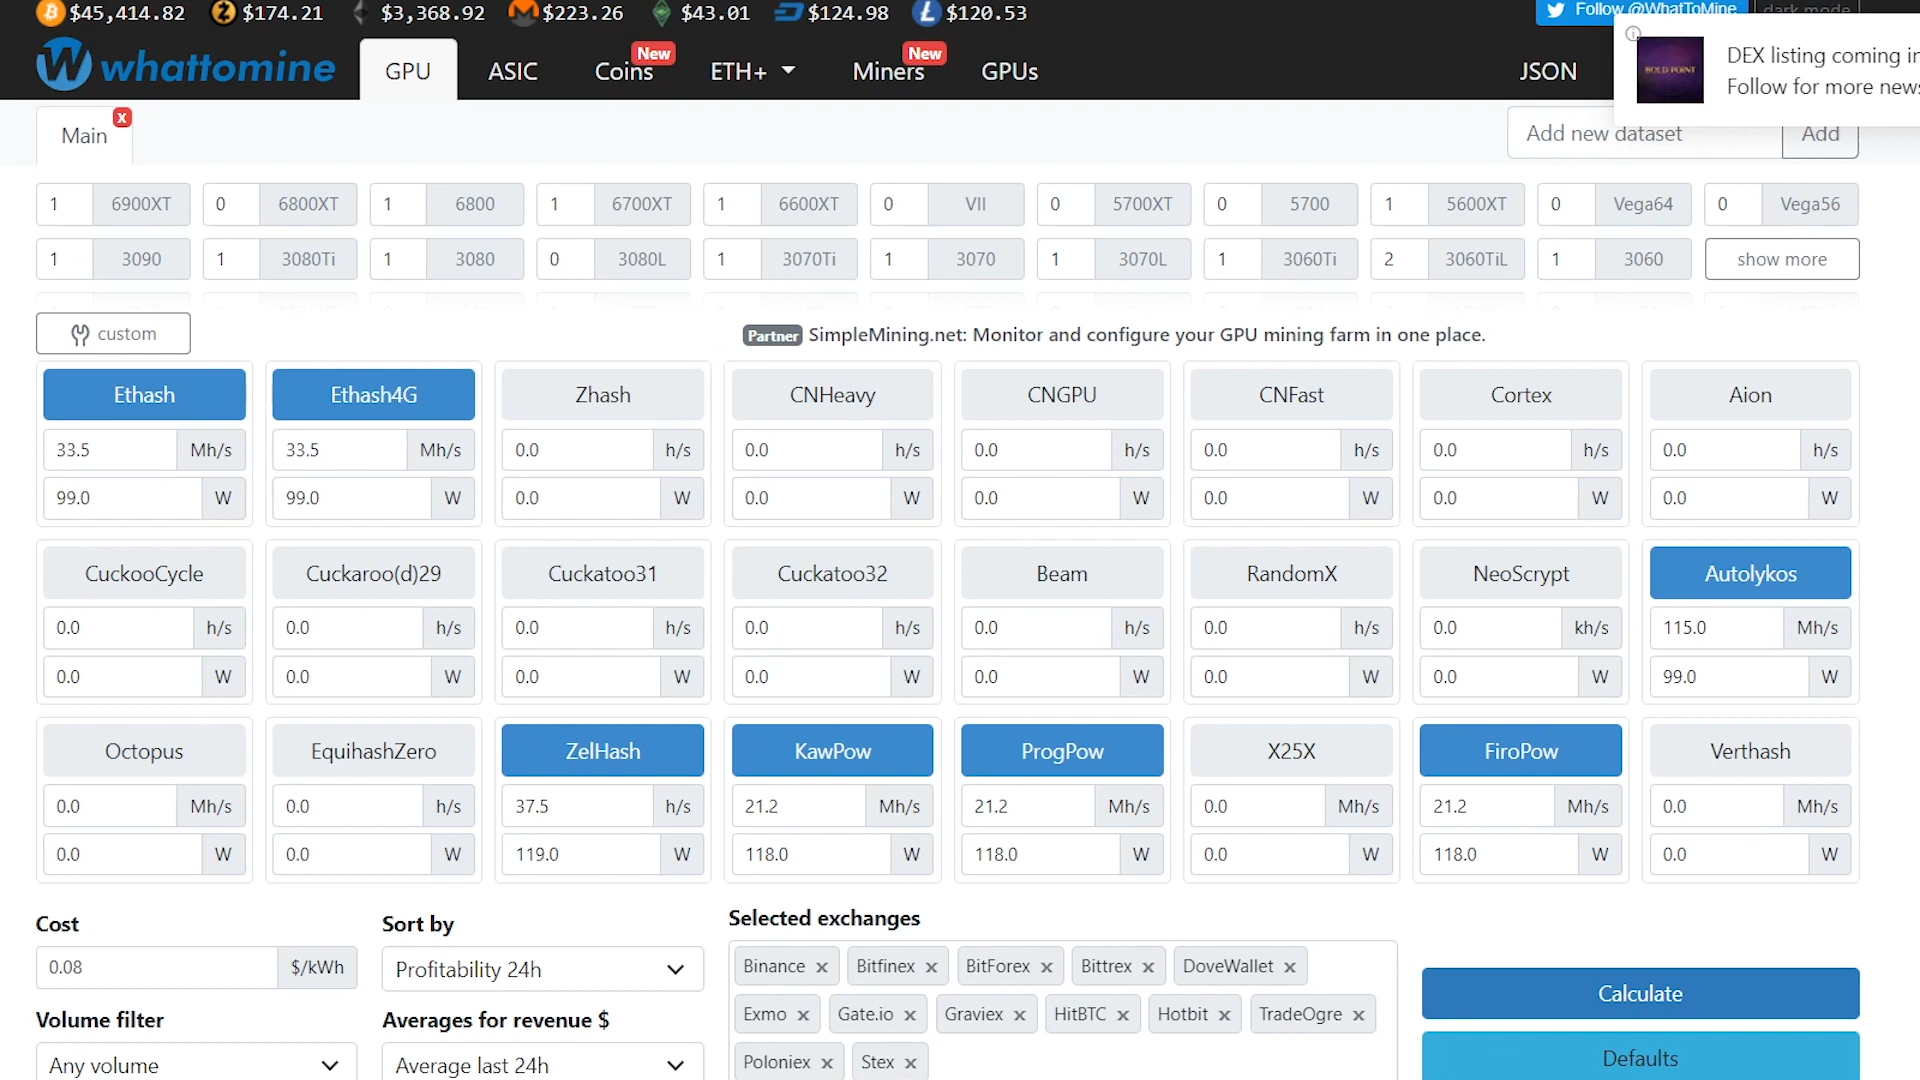 $45,414.82 $174.21 $3,368.92 $223.26 $43.01 $124.98 $120.53 Follow @WhatToMine dark mode
whattomine GPU ASIC Coins New ETH+ Miners New GPUs JSON
DEX listing coming in
Follow for more news
BOLD POINT
Main x Add new dataset Add
1 6900XT 0 6800XT 1 6800 1 6700XT 1 6600XT 0 VII 0 5700XT 0 5700 1 5600XT 0 Vega64 0 Vega56
1 3090 1 3080Ti 1 3080 0 3080L 1 3070Ti 1 3070 1 3070L 1 3060Ti 2 3060TiL 1 3060 show more
custom Partner SimpleMining.net: Monitor and configure your GPU mining farm in one place.
Ethash Ethash4G Zhash CNHeavy CNGPU CNFast Cortex Aion
33.5 Mh/s 33.5 Mh/s 0.0 h/s 0.0 h/s 0.0 h/s 0.0 h/s 0.0 h/s 0.0 h/s
99.0 W 99.0 W 0.0 W 0.0 W 0.0 W 0.0 W 0.0 W 0.0 W
CuckooCycle Cuckaroo(d)29 Cuckatoo31 Cuckatoo32 Beam RandomX NeoScrypt Autolykos
0.0 h/s 0.0 h/s 0.0 h/s 0.0 h/s 0.0 h/s 0.0 h/s 0.0 kh/s 115.0 Mh/s
0.0 W 0.0 W 0.0 W 0.0 W 0.0 W 0.0 W 0.0 W 99.0 W
Octopus EquihashZero ZelHash KawPow ProgPow X25X FiroPow Verthash
0.0 Mh/s 0.0 h/s 37.5 h/s 21.2 Mh/s 21.2 Mh/s 0.0 Mh/s 21.2 Mh/s 0.0 Mh/s
0.0 W 0.0 W 119.0 W 118.0 W 118.0 W 0.0 W 118.0 W 0.0 W
Cost Sort by Selected exchanges
0.08 $/kWh Profitability 24h Binance x Bitfinex x BitForex x Bittrex x DoveWallet x
Calculate
Exmo x Gate.io x Graviex x HitBTC x Hotbit x TradeOgre x
Volume filter Averages for revenue $
Any volume Average last 24h Poloniex x Stex x Defaults